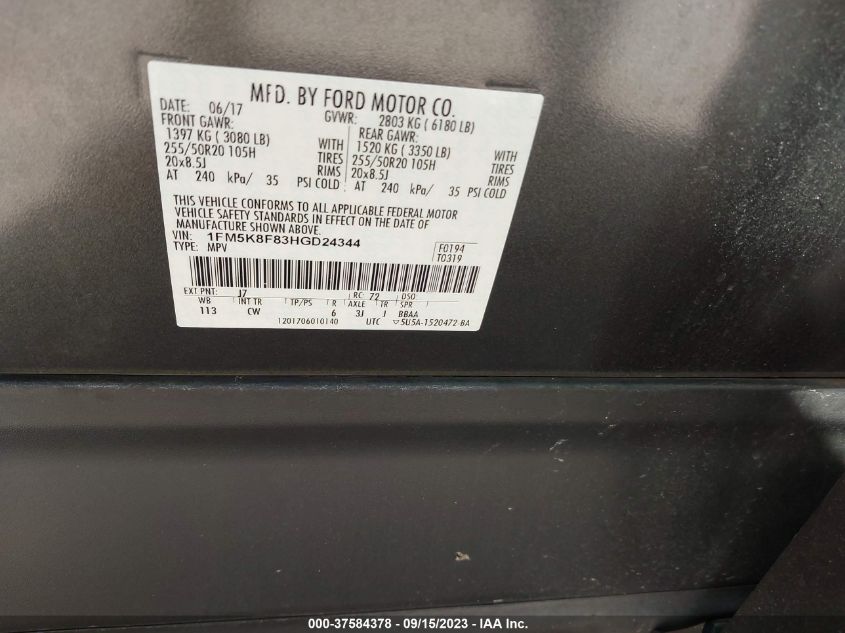 MFD. BY FORD MOTOR CO.
DATE: 06/17 GVWR: 2803 KG ( 6180 LB)
FRONT GAWR: REAR GAWR:
1397 KG ( 3080 LB) WITH 1520 KG ( 3350 LB) WITH
255/50R20 105H TIRES 255/50R20 105H TIRES
20x8.5J RIMS 20x8.5J RIMS
AT 240 kPa/ 35 PSI COLD AT 240 kPa/ 35 PSI COLD
THIS VEHICLE CONFORMS TO ALL APPLICABLE FEDERAL MOTOR
VEHICLE SAFETY STANDARDS IN EFFECT ON THE DATE OF
MANUFACTURE SHOWN ABOVE.
VIN: 1FM5K8F83HGD24344
TYPE: MPV F0194
T0319
EXT PNT: J7 RC: 72 DSO:
WB INT TR TP/PS R AXLE TR SPR
113 CW 6 3J J BBAA
1201706010140 UTC ▽5U5A-1520472-BA
000-37584378 - 09/15/2023 - IAA Inc.